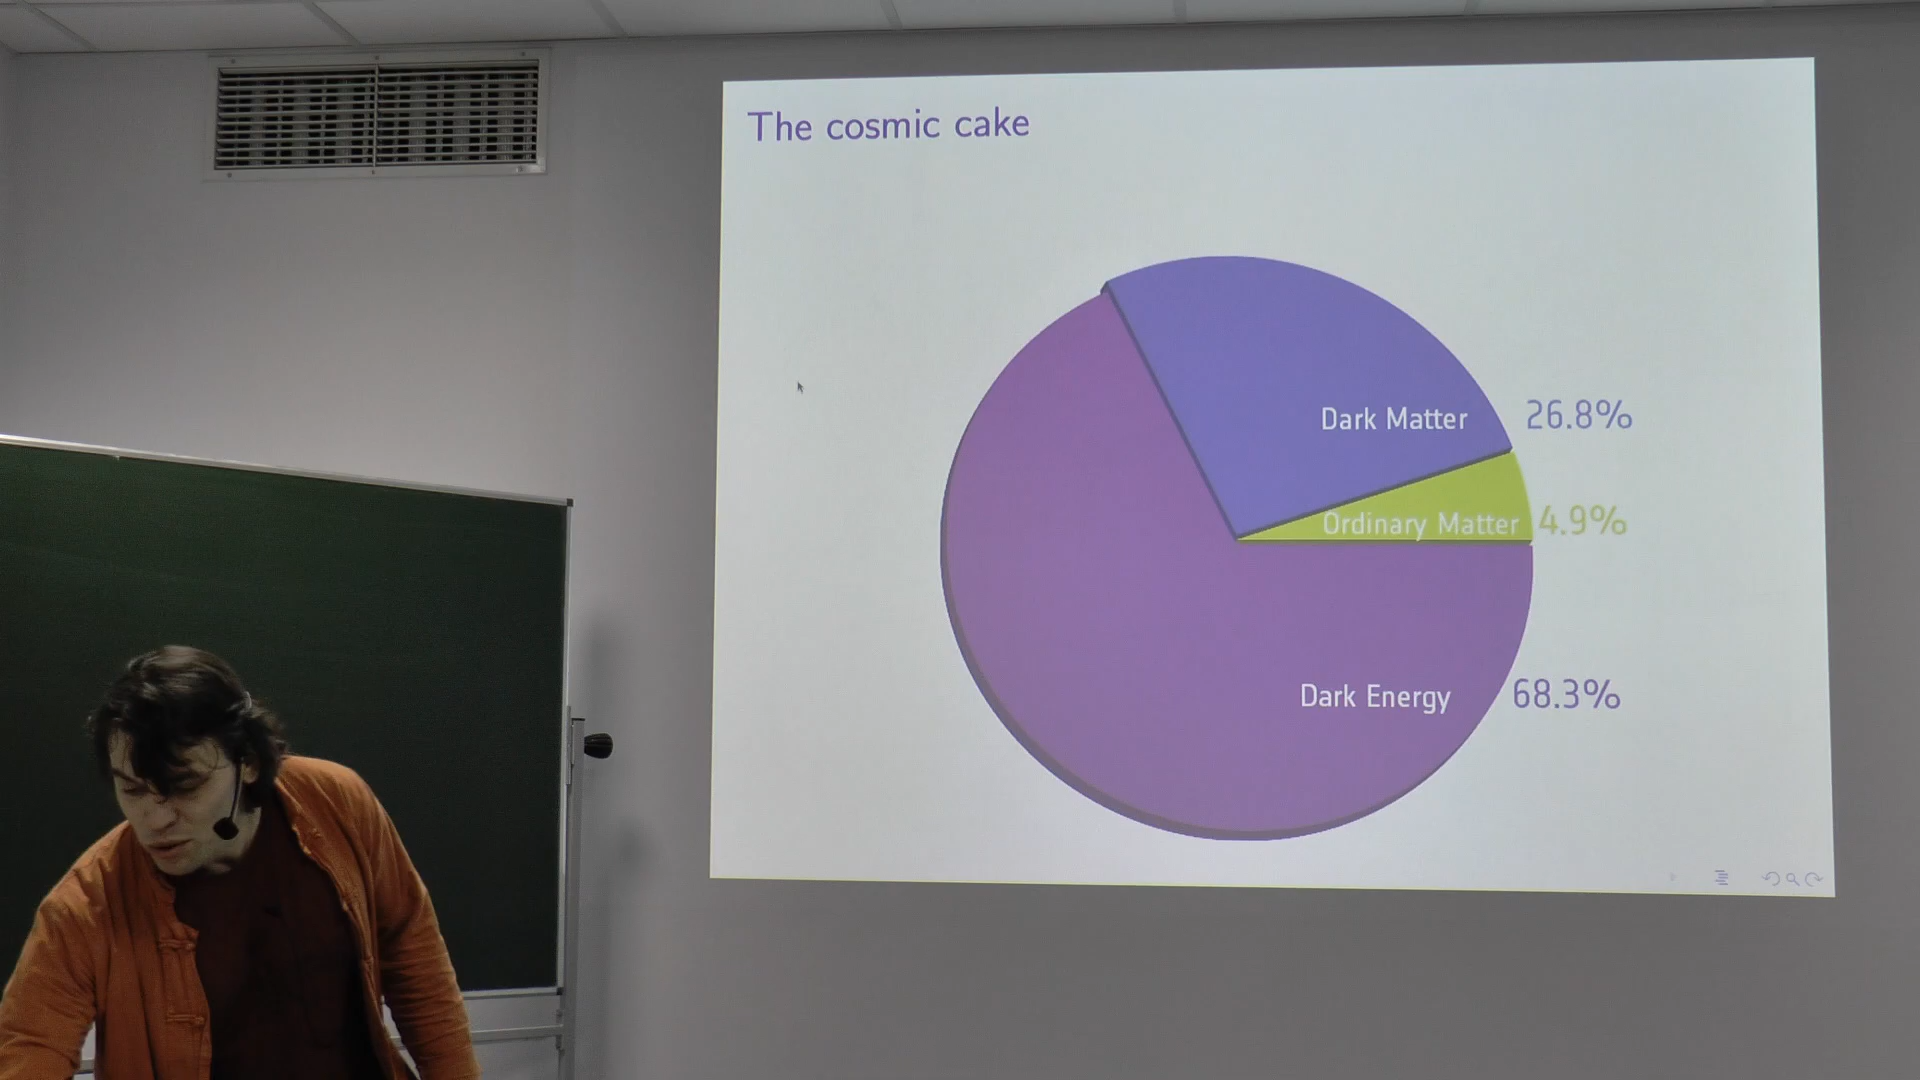 The cosmic cake
Dark Matter 26.8%
Ordinary Matter 4.9%
Dark Energy 68.3%